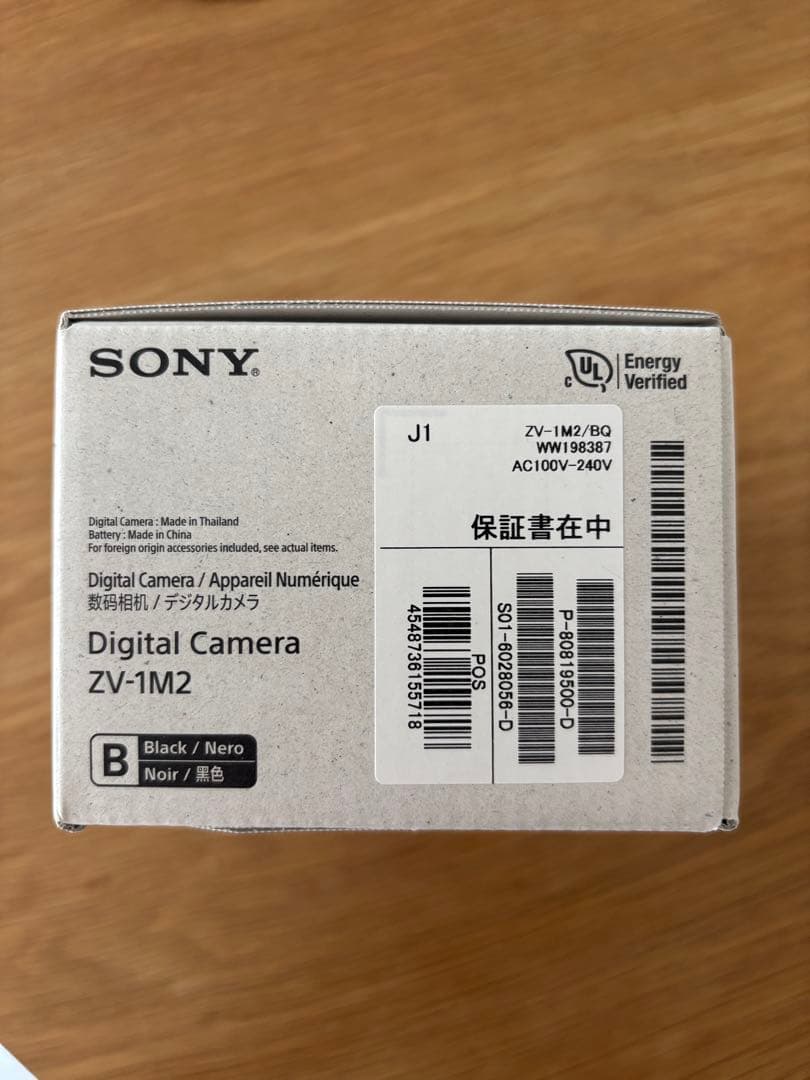 SONY®
c UL Energy
Verified
J1
ZV-1M2/BQ
WW198387
AC100V-240V
保証書在中
Digital Camera : Made in Thailand
Battery : Made in China
For foreign origin accessories included, see actual items.
Digital Camera / Appareil Numérique
数码相机 / デジタルカメラ
Digital Camera
ZV-1M2
B
Black / Nero
Noir / 黑色
4548736155718
POS
S01-6028056-D
P-80819500-D